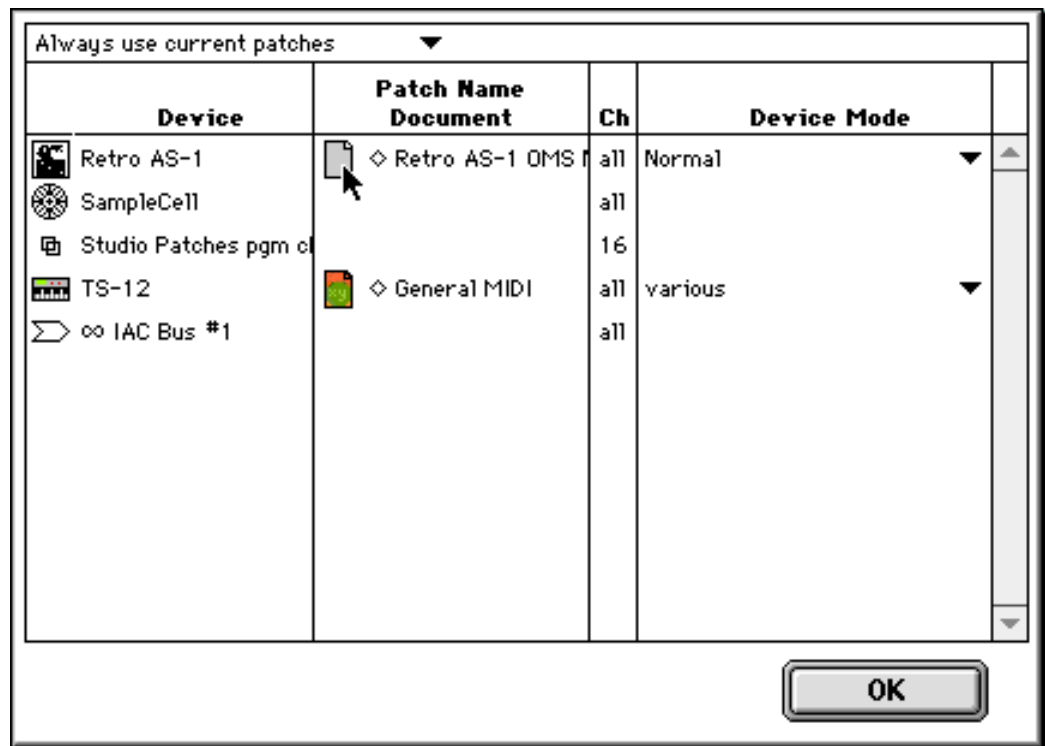 Always use current patches
Device Patch Name Document Ch Device Mode
Retro AS-1 ◇ Retro AS-1 OMS all Normal
SampleCell all
Studio Patches pgm 16
TS-12 xy ◇ General MIDI all various
∞ IAC Bus #1 all
OK